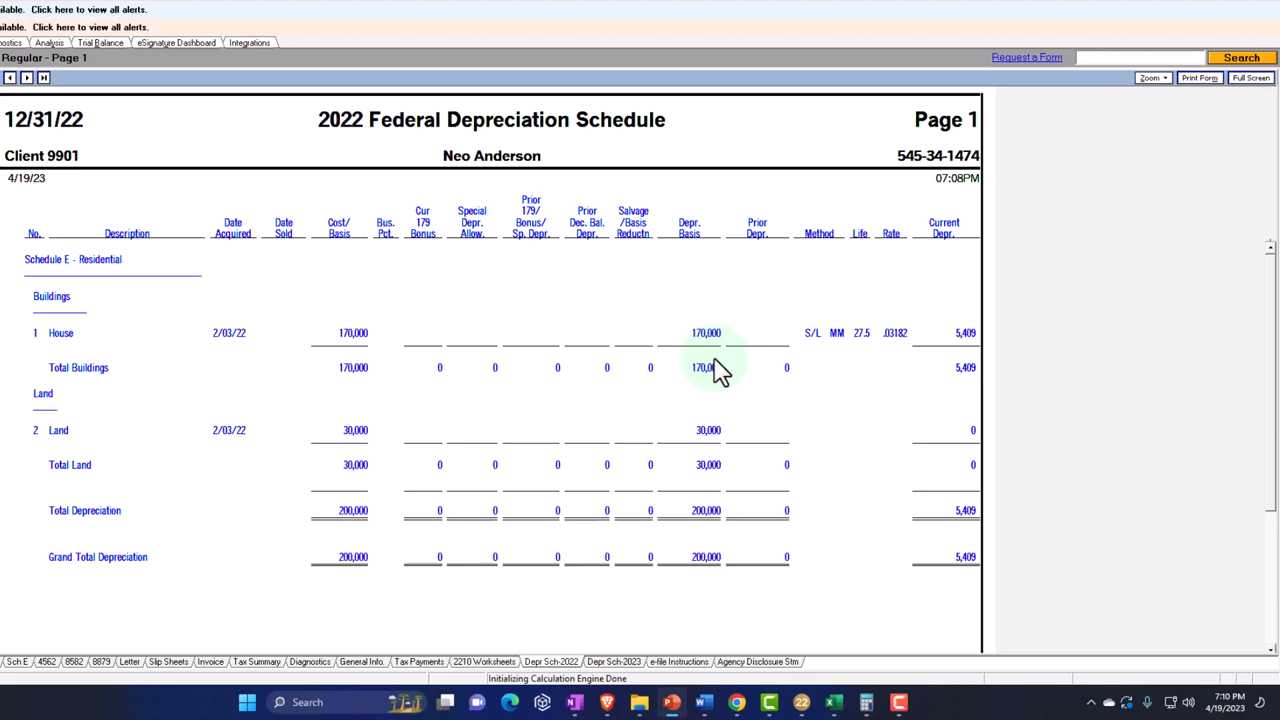 ilable. Click here to view all alerts.
ailable. Click here to view all alerts.
nostics Analysis Trial Balance eSignature Dashboard Integrations
Regular - Page 1 Request a Form Search
Zoom Print Form Full Screen
12/31/22 2022 Federal Depreciation Schedule Page 1
Client 9901 Neo Anderson 545-34-1474
4/19/23 07:08PM
No. Description Date Acquired Date Sold Cost/ Basis Bus. Pct. Cur 179 Bonus Special Depr. Allow. Prior 179/ Bonus/ Sp. Depr. Prior Dec. Bal. Depr. Salvage /Basis Reductn Depr. Basis Prior Depr. Method Life Rate Current Depr.
Schedule E - Residential
Buildings
1 House 2/03/22 170,000 170,000 S/L MM 27.5 .03182 5,409
Total Buildings 170,000 0 0 0 0 0 170,0 0 5,409
Land
2 Land 2/03/22 30,000 30,000 0
Total Land 30,000 0 0 0 0 0 30,000 0 0
Total Depreciation 200,000 0 0 0 0 0 200,000 0 5,409
Grand Total Depreciation 200,000 0 0 0 0 0 200,000 0 5,409
Sch E 4562 8582 8879 Letter Slip Sheets Invoice Tax Summary Diagnostics General Info. Tax Payments 2210 Worksheets Depr Sch-2022 Depr Sch-2023 e-file Instructions Agency Disclosure Stm
Initializing Calculation Engine Done
Search 22 7:10 PM
4/19/2023